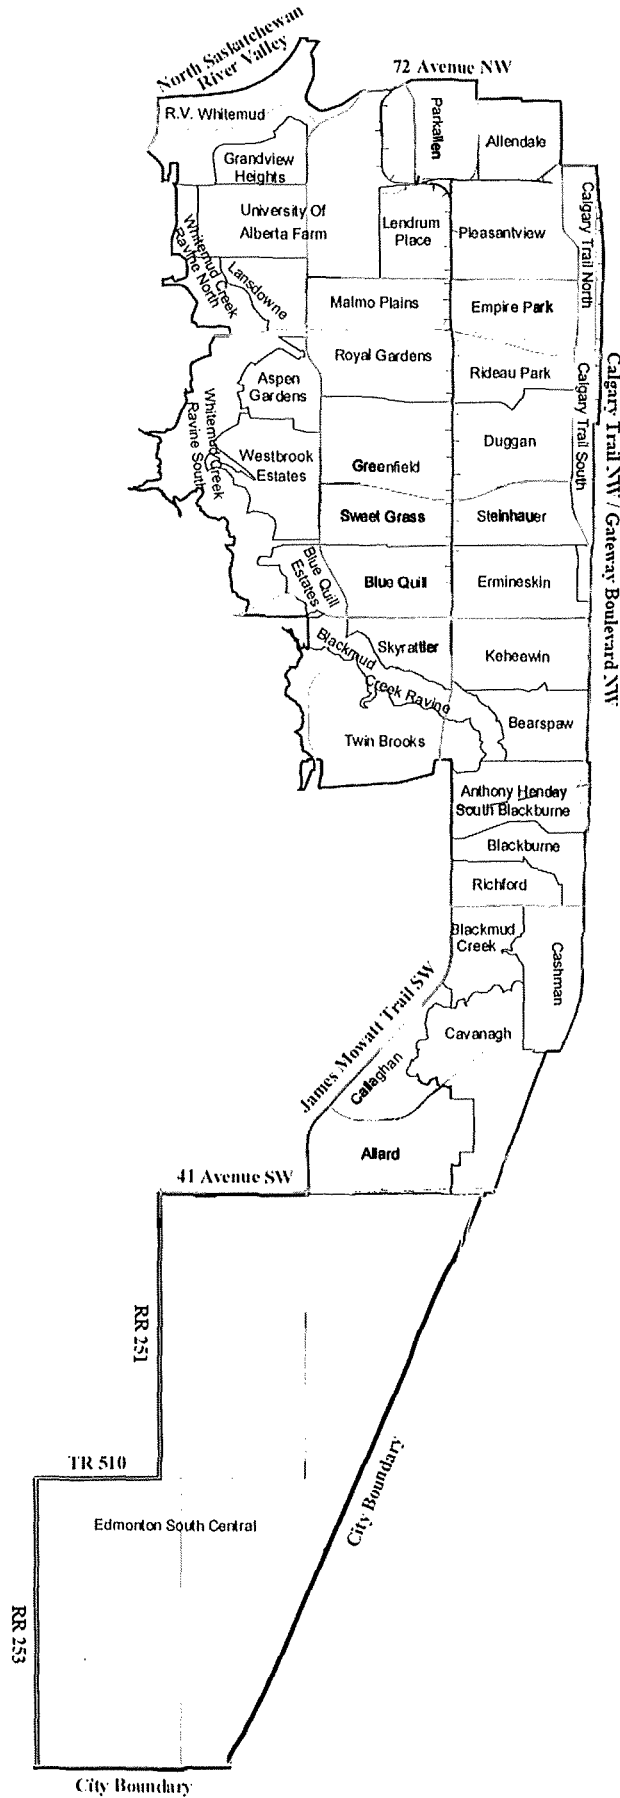 North Saskatchewan
River Valley
72 Avenue NW
R.V. Whitemud
Parkallen
Allendale
Grandview
Heights
University Of
Alberta Farm
Lendrum
Place
Pleasantview
Calgary Trail North
Whitemud Creek
Ravine North
Lansdowne
Malmo Plains
Empire Park
Royal Gardens
Rideau Park
Calgary Trail South
Calgary Trail NW / Gateway Boulevard NW
Aspen
Gardens
Whitemud Creek
Ravine South
Westbrook
Estates
Greenfield
Duggan
Sweet Grass
Steinhauer
Blue Quill
Estates
Blue Quill
Ermineskin
Blackmud
Creek Ravine
Skyrattler
Keheewin
Twin Brooks
Bearspaw
Anthony Henday
South Blackburne
Blackburne
Richford
Blackmud
Creek
Cashman
James Mowatt Trail SW
Cavanagh
Callaghan
Allard
41 Avenue SW
RR 251
TR 510
City Boundary
Edmonton South Central
RR 253
City Boundary